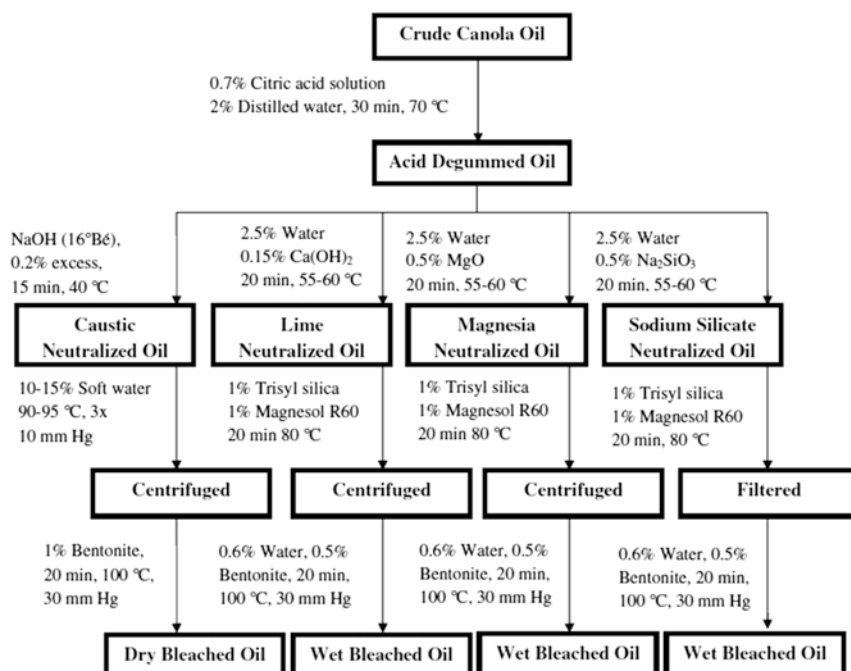 Crude Canola Oil
0.7% Citric acid solution
2% Distilled water, 30 min, 70 ℃
Acid Degummed Oil
NaOH (16°Bé),
0.2% excess,
15 min, 40 ℃
2.5% Water
0.15% Ca(OH)₂
20 min, 55-60 ℃
2.5% Water
0.5% MgO
20 min, 55-60 ℃
2.5% Water
0.5% Na₂SiO₃
20 min, 55-60 ℃
Caustic
Neutralized Oil
Lime
Neutralized Oil
Magnesia
Neutralized Oil
Sodium Silicate
Neutralized Oil
10-15% Soft water
90-95 ℃, 3x
10 mm Hg
1% Trisyl silica
1% Magnesol R60
20 min 80 ℃
1% Trisyl silica
1% Magnesol R60
20 min 80 ℃
1% Trisyl silica
1% Magnesol R60
20 min, 80 ℃
Centrifuged
Centrifuged
Centrifuged
Filtered
1% Bentonite,
20 min, 100 ℃,
30 mm Hg
0.6% Water, 0.5%
Bentonite, 20 min,
100 ℃, 30 mm Hg
0.6% Water, 0.5%
Bentonite, 20 min,
100 ℃, 30 mm Hg
0.6% Water, 0.5%
Bentonite, 20 min,
100 ℃, 30 mm Hg
Dry Bleached Oil
Wet Bleached Oil
Wet Bleached Oil
Wet Bleached Oil